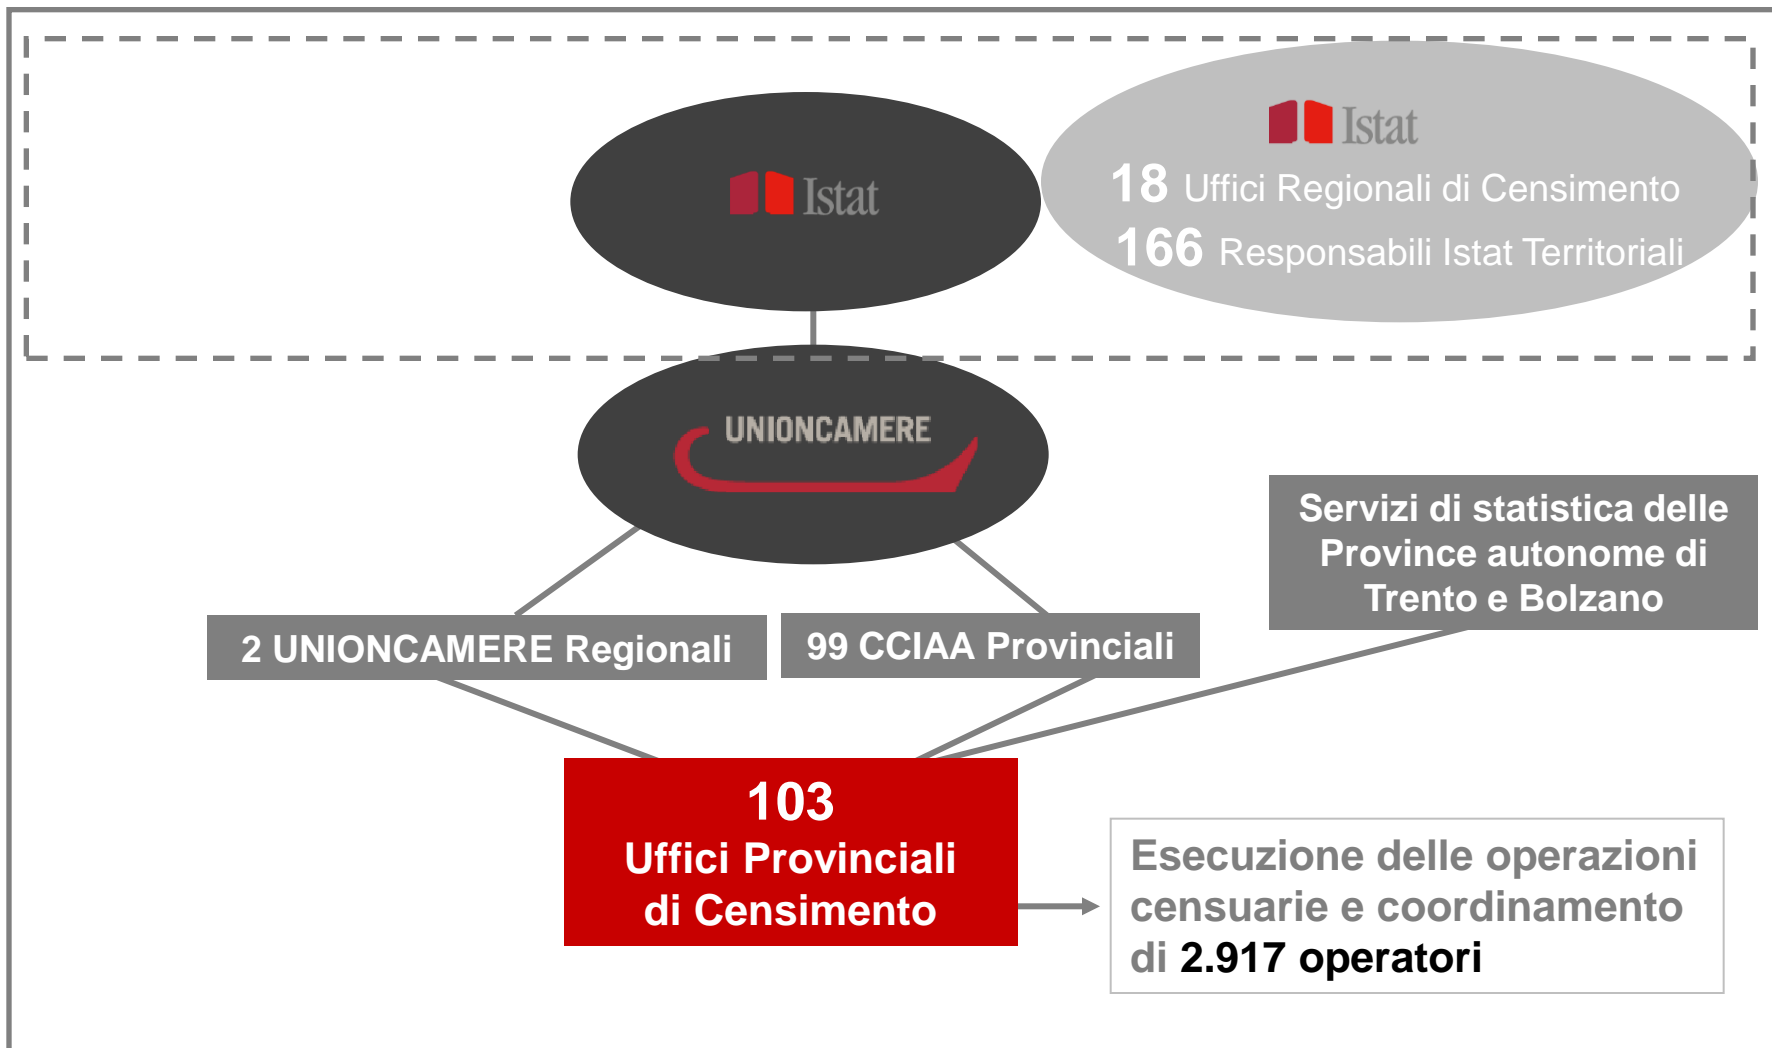 Istat
Istat
18 Uffici Regionali di Censimento
166 Responsabili Istat Territoriali
UNIONCAMERE
Servizi di statistica delle
Province autonome di
Trento e Bolzano
2 UNIONCAMERE Regionali
99 CCIAA Provinciali
103
Uffici Provinciali
di Censimento
Esecuzione delle operazioni
censuarie e coordinamento
di 2.917 operatori